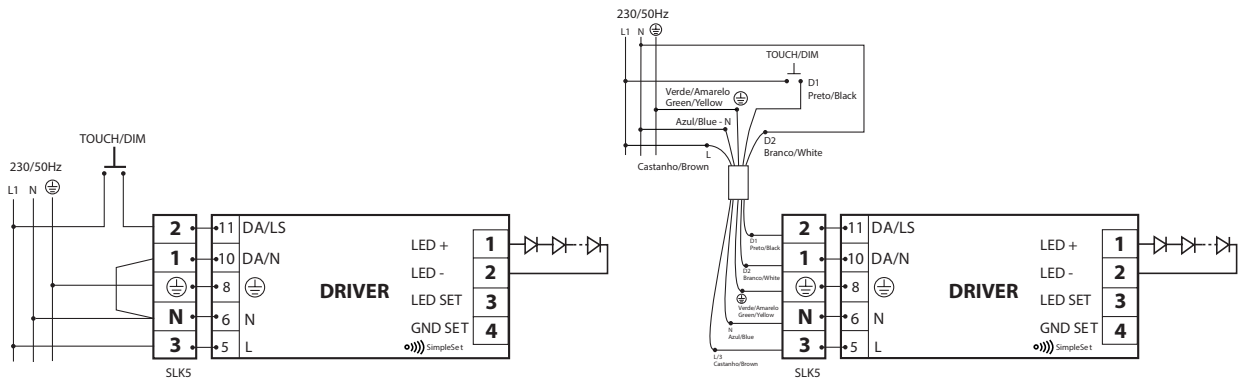 TOUCH/DIM
230/50Hz
L1 N
2 11 DA/LS
1 10 DA/N
8
N 6 N
3 5 L
SLK5
DRIVER
LED + 1
LED - 2
LED SET 3
GND SET 4
SimpleSet
230/50Hz
L1 N
TOUCH/DIM
D1
Preto/Black
Verde/Amarelo
Green/Yellow
Azul/Blue - N
D2
Branco/White
L
Castanho/Brown
D1
Preto/Black
D2
Branco/White
Verde/Amarelo
Green/Yellow
N
Azul/Blue
L/3
Castanho/Brown
2 11 DA/LS
1 10 DA/N
8
N 6 N
3 5 L
SLK5
DRIVER
LED + 1
LED - 2
LED SET 3
GND SET 4
SimpleSet